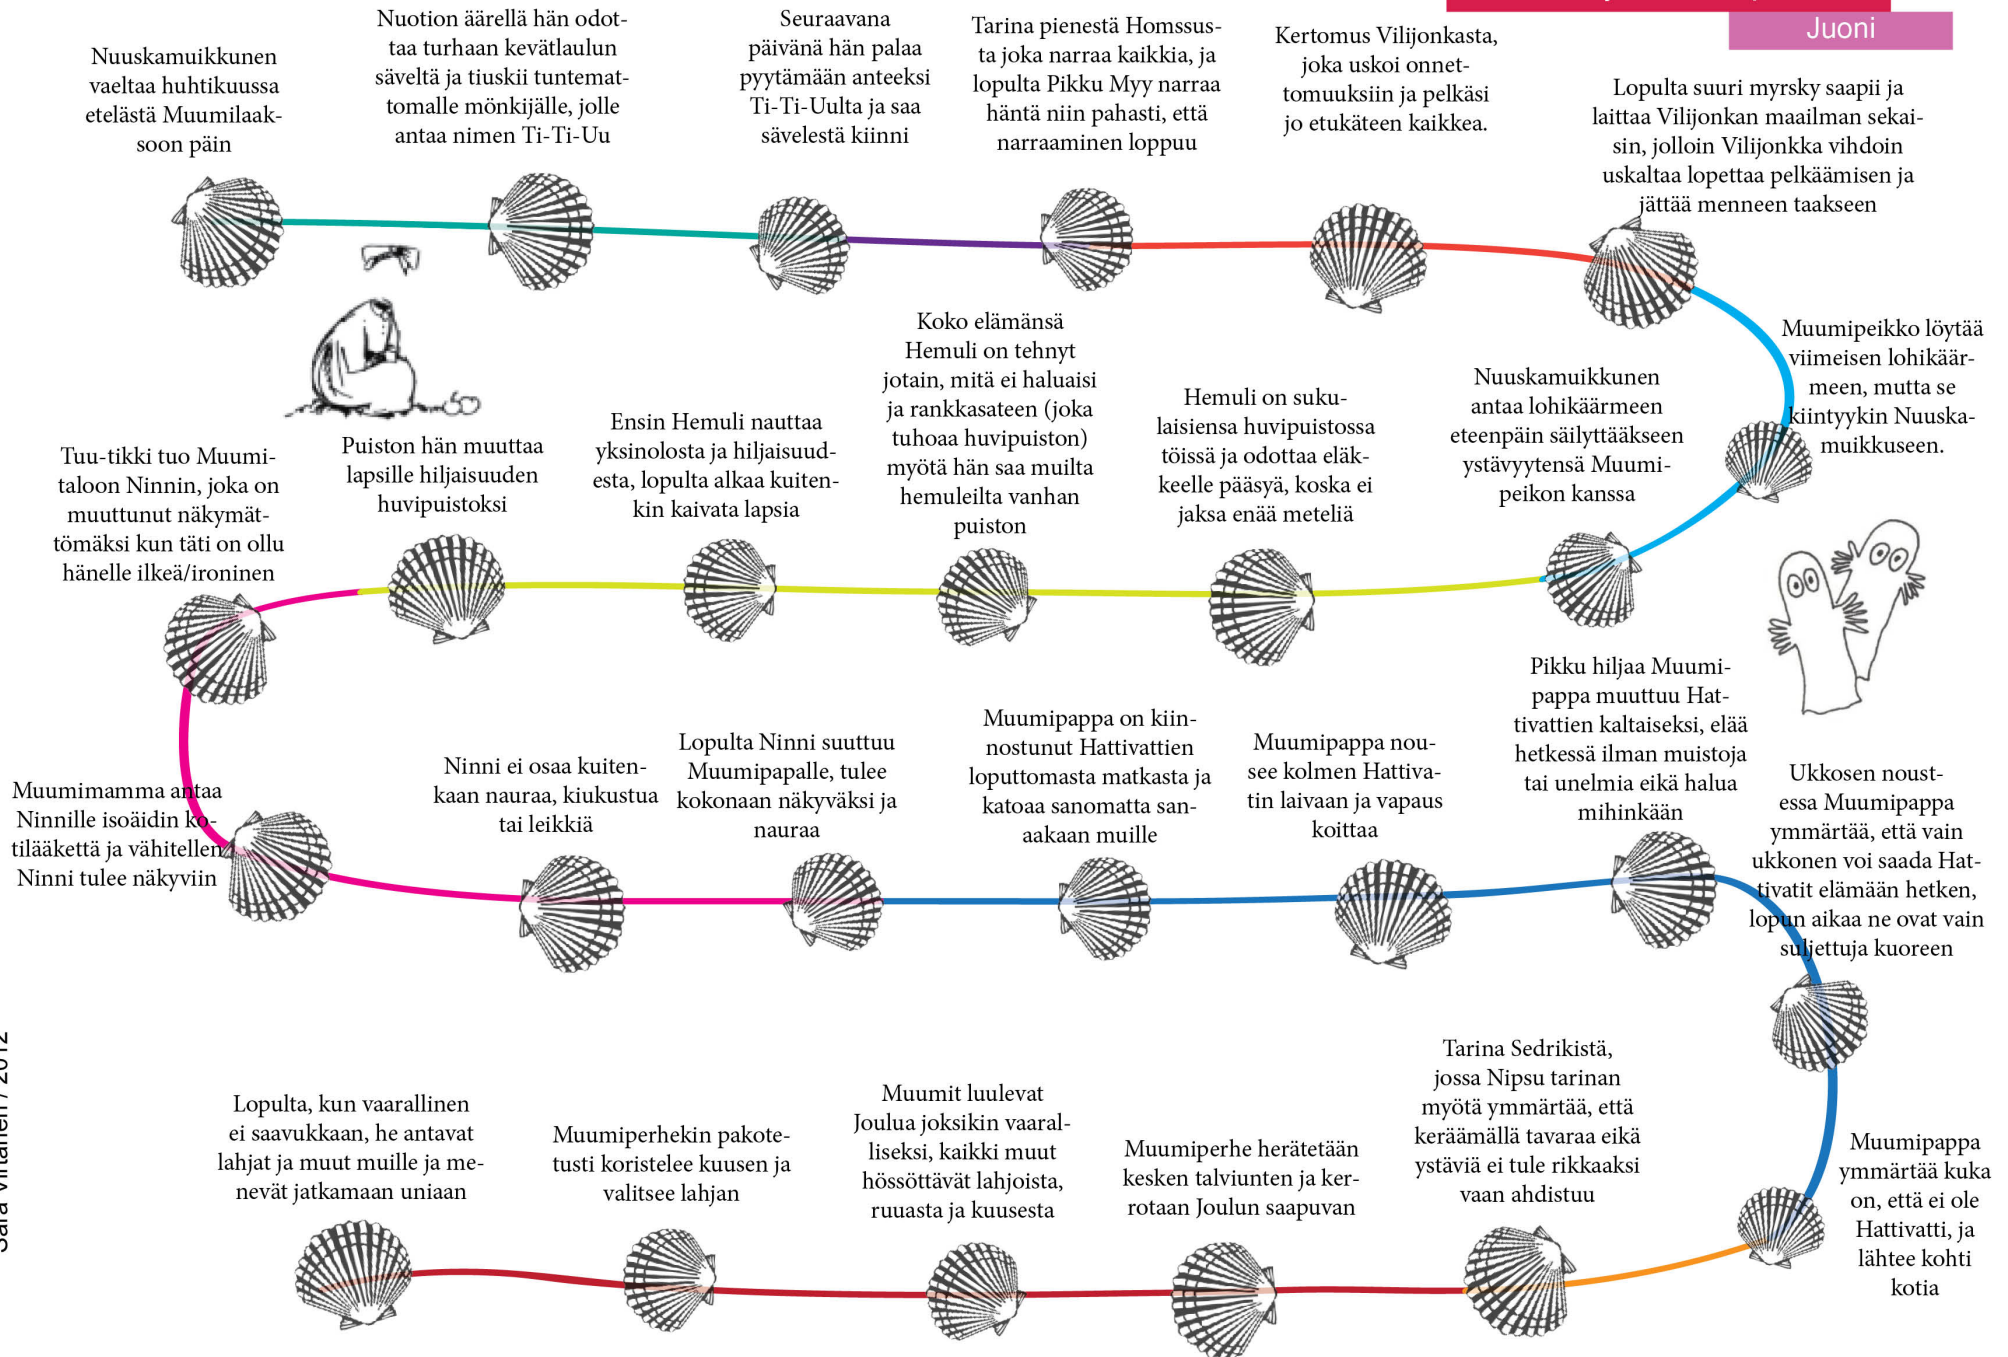 Juoni
Nuuskamuikkunen
vaeltaa huhtikuussa
etelästä Muumilaak-
soon päin
Nuotion äärellä hän odot-
taa turhaan kevätlaulun
säveltä ja tiuskii tuntemat-
tomalle mönkijälle, jolle
antaa nimen Ti-Ti-Uu
Seuraavana
päivänä hän palaa
pyytämään anteeksi
Ti-Ti-Uulta ja saa
sävelestä kiinni
Tarina pienestä Homssus-
ta joka narraa kaikkia, ja
lopulta Pikku Myy narraa
häntä niin pahasti, että
narraaminen loppuu
Kertomus Vilijonkasta,
joka uskoi onnet-
tomuuksiin ja pelkäsi
jo etukäteen kaikkea.
Lopulta suuri myrsky saapii ja
laittaa Vilijonkan maailman sekai-
sin, jolloin Vilijonkka vihdoin
uskaltaa lopettaa pelkäämisen ja
jättää menneen taakseen
Muumipeikko löytää
viimeisen lohikäär-
meen, mutta se
kiintyykin Nuuska-
muikkuseen.
Nuuskamuikkunen
antaa lohikäärmeen
eteenpäin säilyttääkseen
ystävyytensä Muumi-
peikon kanssa
Hemuli on suku-
laisiensa huvipuistossa
töissä ja odottaa eläk-
keelle pääsyä, koska ei
jaksa enää meteliä
Koko elämänsä
Hemuli on tehnyt
jotain, mitä ei haluaisi
ja rankkasateen (joka
tuhoaa huvipuiston)
myötä hän saa muilta
hemuleilta vanhan
puiston
Ensin Hemuli nauttaa
yksinolosta ja hiljaisuud-
esta, lopulta alkaa kuiten-
kin kaivata lapsia
Puiston hän muuttaa
lapsille hiljaisuuden
huvipuistoksi
Tuu-tikki tuo Muumi-
taloon Ninnin, joka on
muuttunut näkymät-
tömäksi kun täti on ollu
hänelle ilkeä/ironinen
Muumimamma antaa
Ninnille isoäidin ko-
tilääkettä ja vähitellen
Ninni tulee näkyviin
Ninni ei osaa kuiten-
kaan nauraa, kiukustua
tai leikkiä
Lopulta Ninni suuttuu
Muumipapalle, tulee
kokonaan näkyväksi ja
nauraa
Muumipappa on kiin-
nostunut Hattivattien
loputtomasta matkasta ja
katoaa sanomatta san-
aakaan muille
Muumipappa nou-
see kolmen Hattiva-
tin laivaan ja vapaus
koittaa
Pikku hiljaa Muumi-
pappa muuttuu Hat-
tivattien kaltaiseksi, elää
hetkessä ilman muistoja
tai unelmia eikä halua
mihinkään
Ukkosen noust-
essa Muumipappa
ymmärtää, että vain
ukkonen voi saada Hat-
tivatit elämään hetken,
lopun aikaa ne ovat vain
suljettuja kuoreen
Muumipappa
ymmärtää kuka
on, että ei ole
Hattivatti, ja
lähtee kohti
kotia
Tarina Sedrikistä,
jossa Nipsu tarinan
myötä ymmärtää, että
keräämällä tavaraa eikä
ystäviä ei tule rikkaaksi
vaan ahdistuu
Muumiperhe herätetään
kesken talviunten ja ker-
rotaan Joulun saapuvan
Muumit luulevat
Joulua joksikin vaaral-
liseksi, kaikki muut
hössöttävät lahjoista,
ruuasta ja kuusesta
Muumiperhekin pakote-
tusti koristelee kuusen ja
valitsee lahjan
Lopulta, kun vaarallinen
ei saavukkaan, he antavat
lahjat ja muut muille ja me-
nevät jatkamaan uniaan
Sara Virtanen / 2012